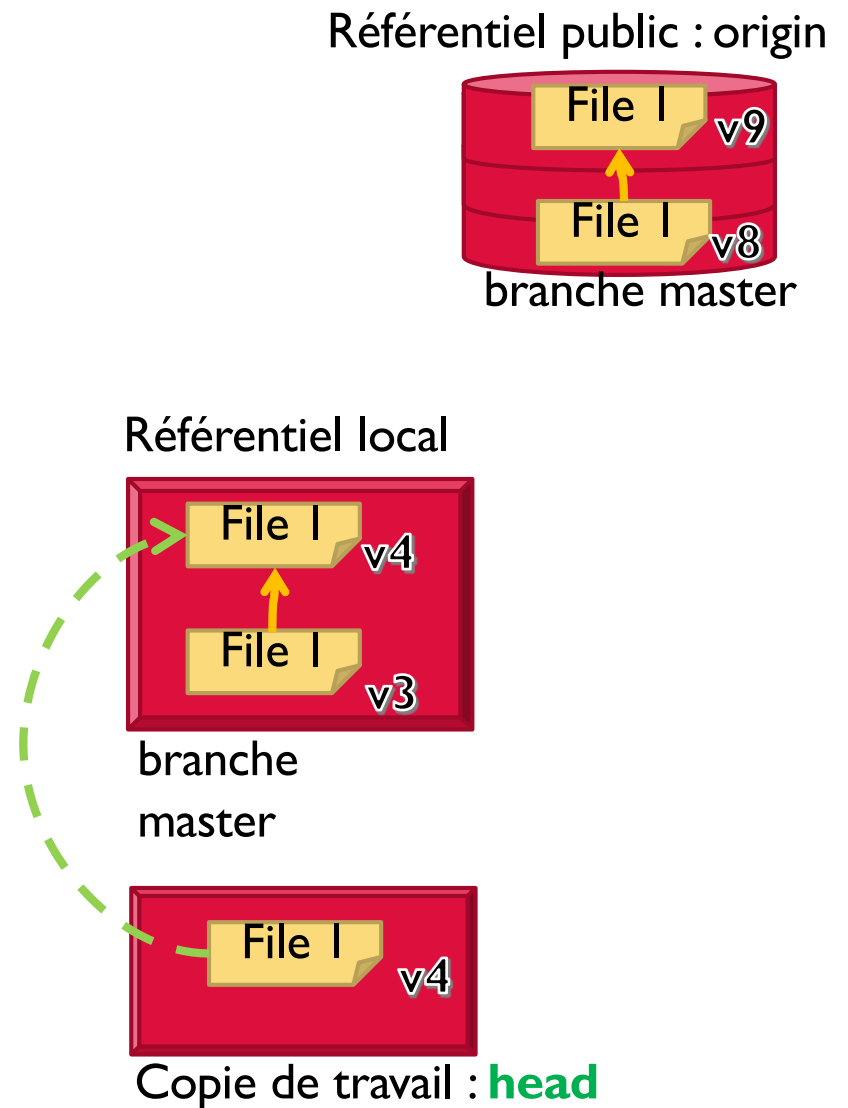 Référentiel public : origin
File 1
v9
File 1
v8
branche master
Référentiel local
File 1
v4
File 1
v3
branche
master
File 1
v4
Copie de travail : head